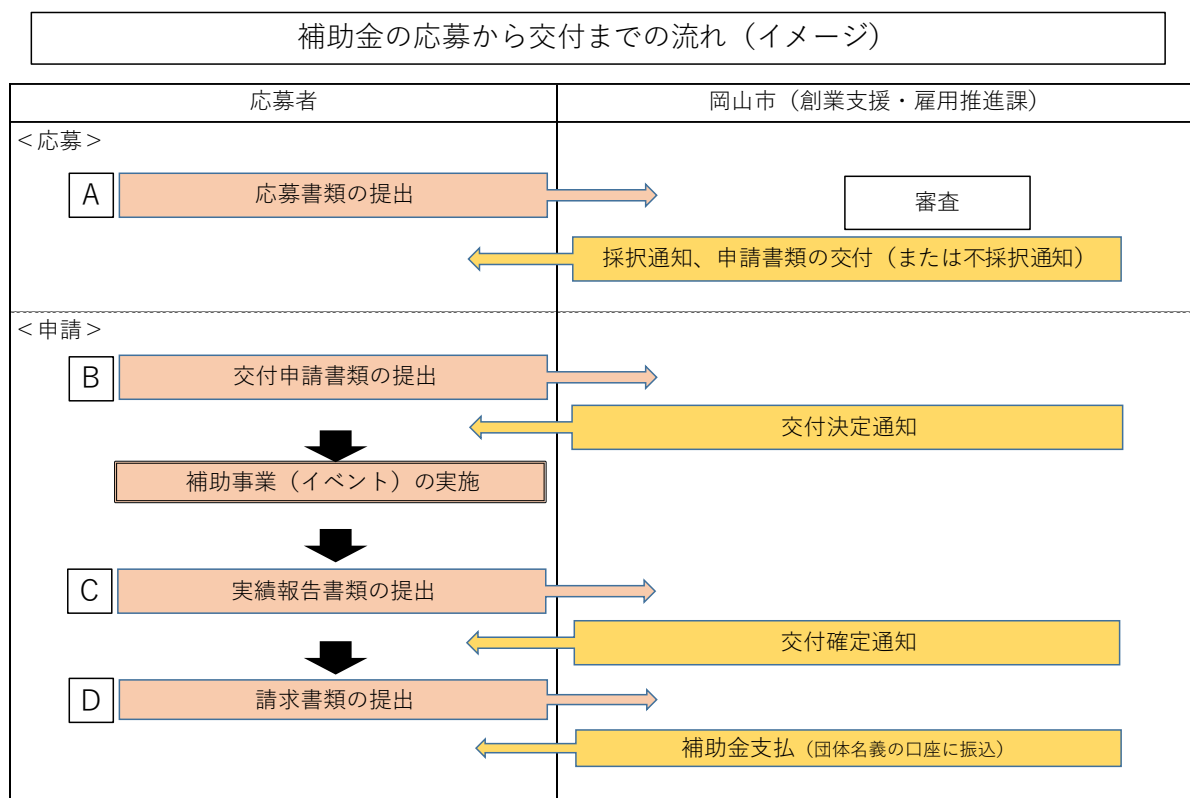 補助金の応募から交付までの流れ（イメージ）
応募者
岡山市（創業支援・雇用推進課）
＜応募＞
A
応募書類の提出
審査
採択通知、申請書類の交付（または不採択通知）
＜申請＞
B
交付申請書類の提出
交付決定通知
補助事業（イベント）の実施
C
実績報告書類の提出
交付確定通知
D
請求書類の提出
補助金支払（団体名義の口座に振込）